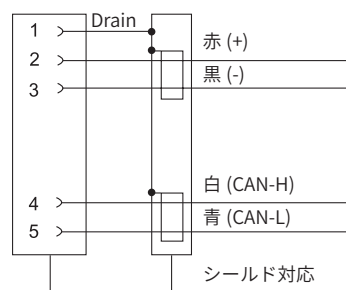 1 Drain
2 赤 (+)
3 黒 (-)
4 白 (CAN-H)
5 青 (CAN-L)
シールド対応